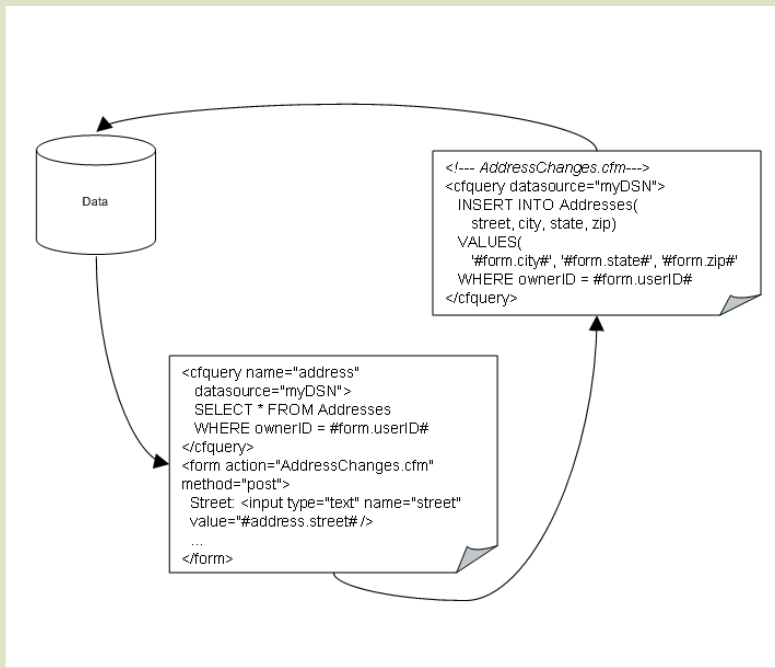 Data
<!--- AddressChanges.cfm--->
<cfquery datasource="myDSN">
INSERT INTO Addresses(
street, city, state, zip)
VALUES(
'#form.city#', '#form.state#', '#form.zip#'
WHERE ownerID = #form.userID#
</cfquery>
<cfquery name="address"
datasource="myDSN">
SELECT * FROM Addresses
WHERE ownerID = #form.userID#
</cfquery>
<form action="AddressChanges.cfm"
method="post">
Street: <input type="text" name="street"
value="#address.street# />
...
</form>